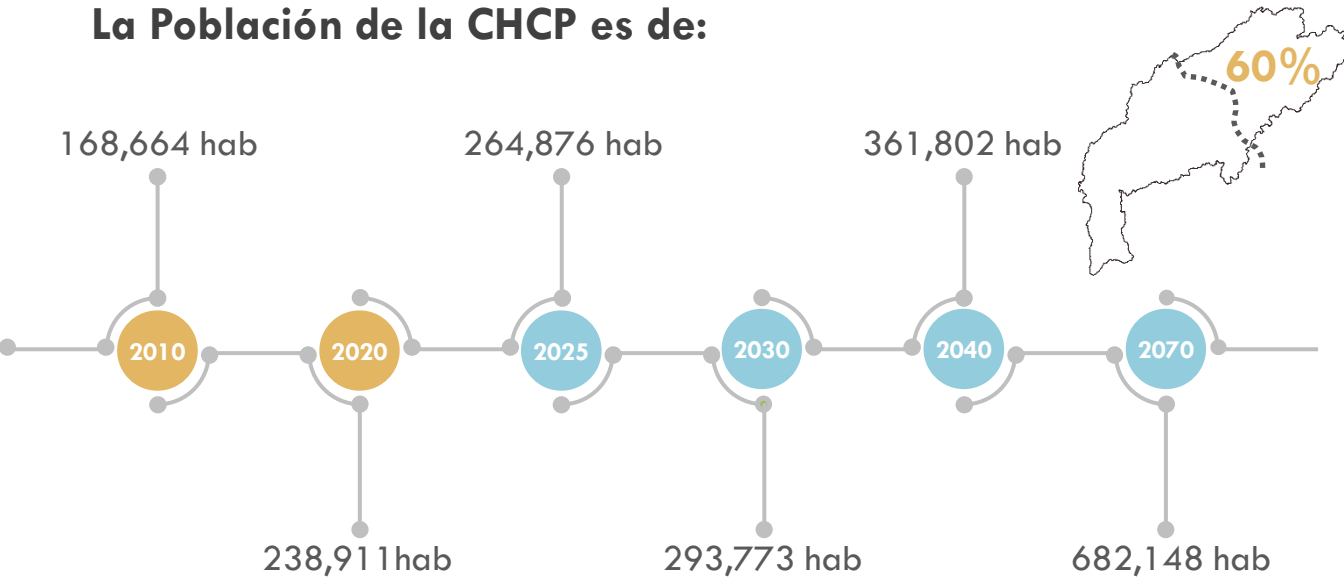 La Población de la CHCP es de:
60%
168,664 hab
264,876 hab
361,802 hab
2010
2020
2025
2030
2040
2070
238,911hab
293,773 hab
682,148 hab